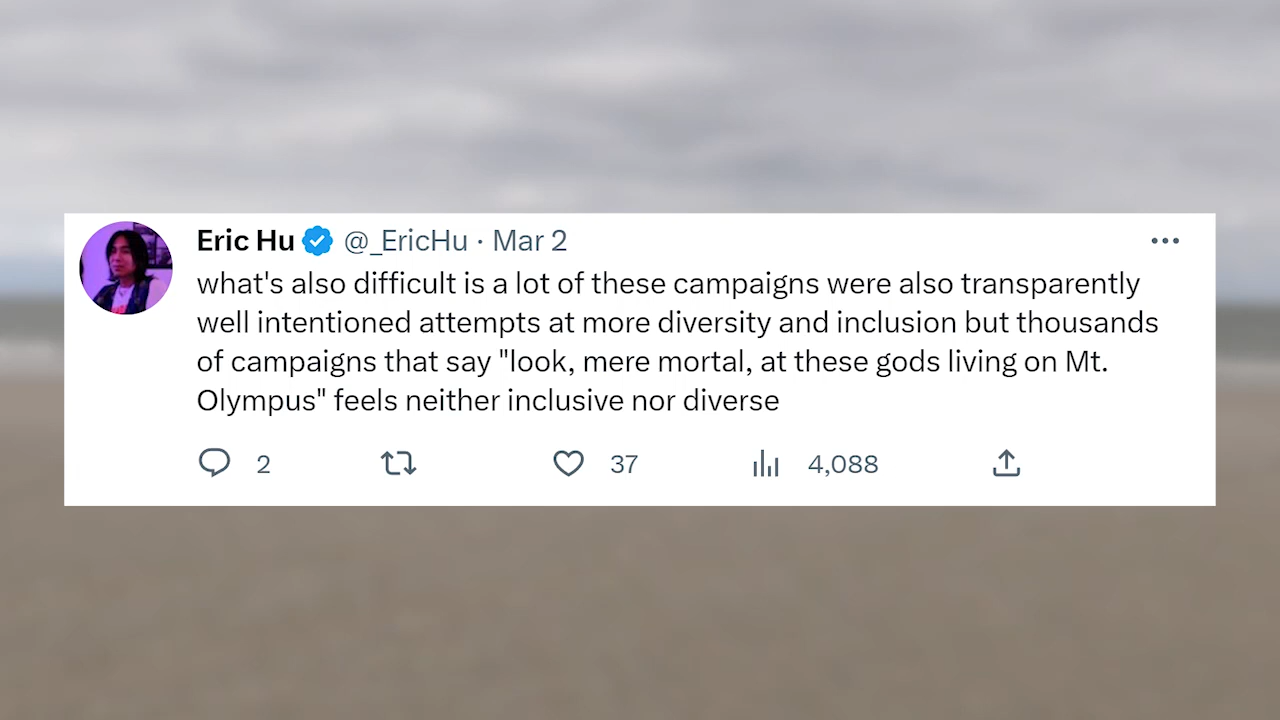 Eric Hu @_EricHu · Mar 2
what's also difficult is a lot of these campaigns were also transparently
well intentioned attempts at more diversity and inclusion but thousands
of campaigns that say "look, mere mortal, at these gods living on Mt.
Olympus" feels neither inclusive nor diverse
2 37 4,088